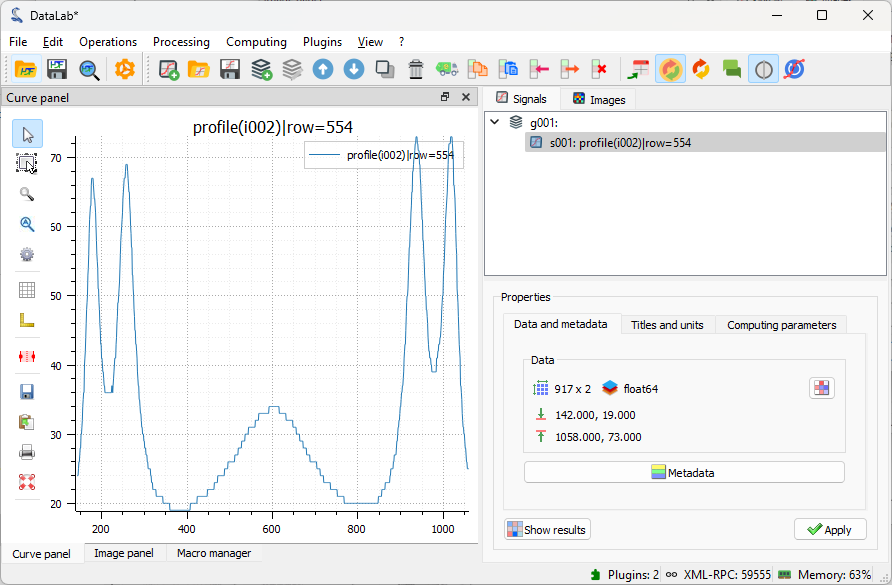 DataLab*
File Edit Operations Processing Computing Plugins View ?
Curve panel
profile(i002)|row=554
profile(i002)|row=554
70
60
50
40
30
20
200 400 600 800 1000
Curve panel Image panel Macro manager
Signals Images
g001:
s001: profile(i002)|row=554
Properties
Data and metadata Titles and units Computing parameters
Data
917 x 2 float64
142.000, 19.000
1058.000, 73.000
Metadata
Show results Apply
Plugins: 2 XML-RPC: 59555 Memory: 63%